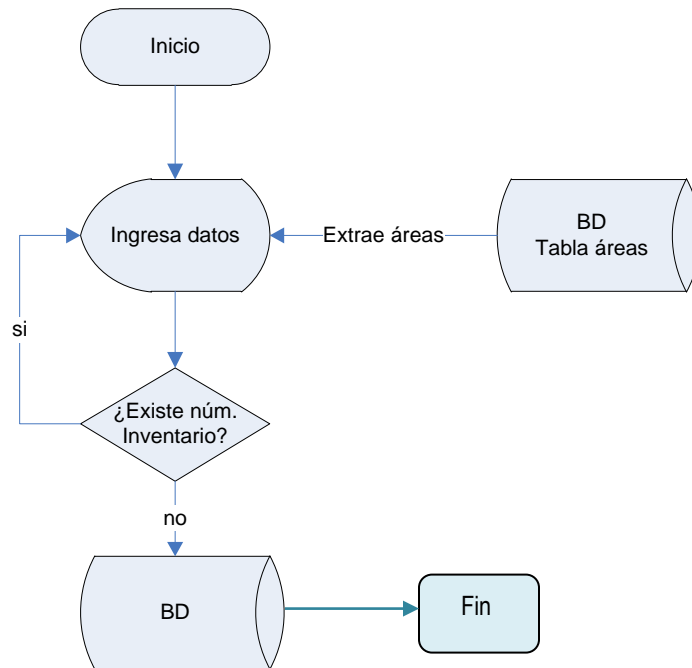 Inicio
Ingresa datos
Extrae áreas
BD
Tabla áreas
si
¿Existe núm.
Inventario?
no
BD
Fin